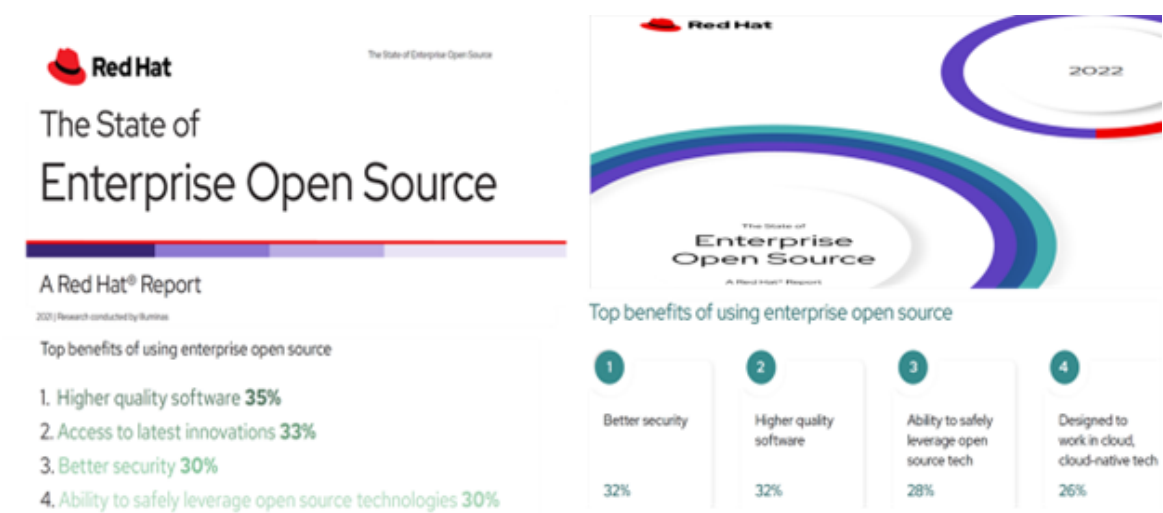 Red Hat
The State of Enterprise Open Source
The State of
Enterprise Open Source
A Red Hat® Report
2021 | Research conducted by Illuminas
Top benefits of using enterprise open source
1. Higher quality software 35%
2. Access to latest innovations 33%
3. Better security 30%
4. Ability to safely leverage open source technologies 30%
Red Hat
2022
The State of
Enterprise
Open Source
A Red Hat® Report
Top benefits of using enterprise open source
1
Better security
32%
2
Higher quality
software
32%
3
Ability to safely
leverage open
source tech
28%
4
Designed to
work in cloud,
cloud-native tech
26%